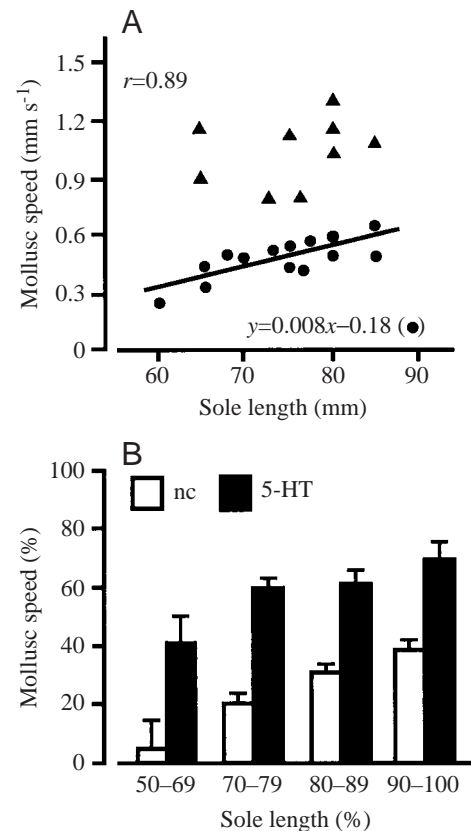 A
1.5
1.2
0.9
0.6
0.3
0
Mollusc speed (mm s⁻¹)
r=0.89
y=0.008x–0.18 (●)
60 70 80 90
Sole length (mm)
B
100
80
60
40
20
0
Mollusc speed (%)
nc 5-HT
50–69 70–79 80–89 90–100
Sole length (%)